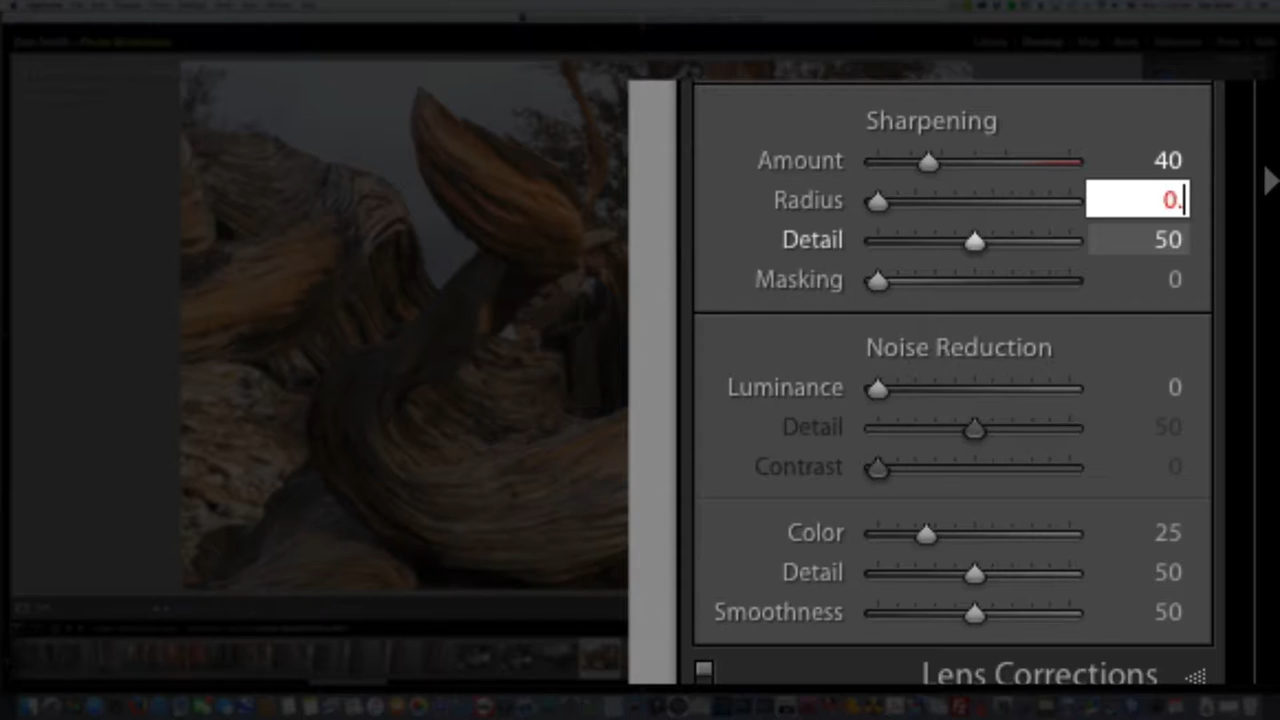 Sharpening
Amount 40
Radius 0.
Detail 50
Masking 0
Noise Reduction
Luminance 0
Detail 50
Contrast 0
Color 25
Detail 50
Smoothness 50
Lens Corrections